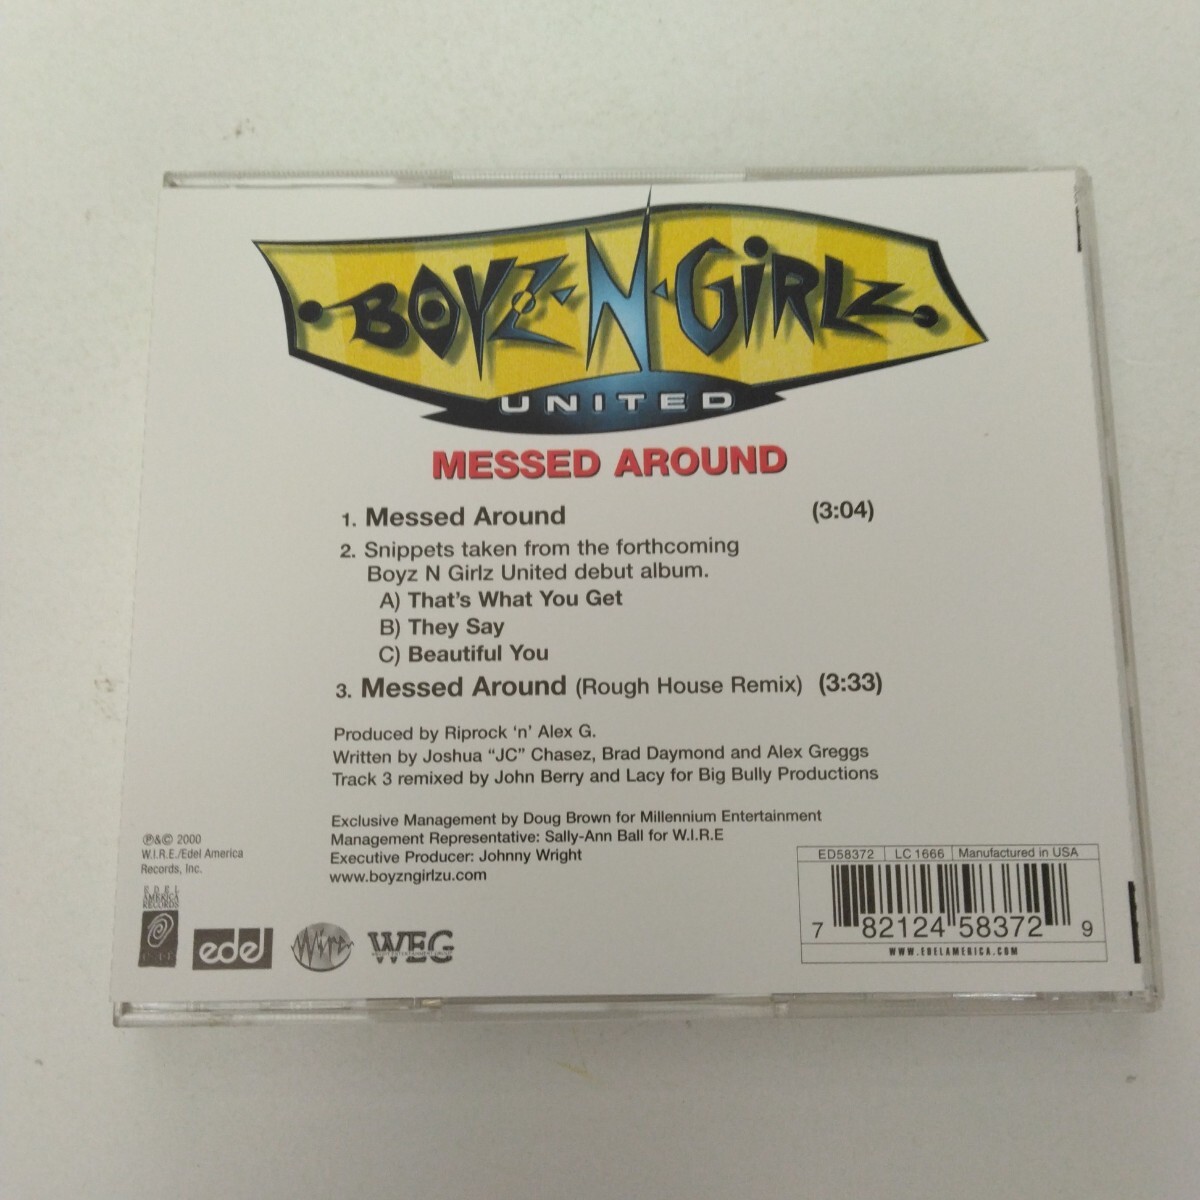 BOYZ-N-GiRLz
UNITED
MESSED AROUND
1. Messed Around (3:04)
2. Snippets taken from the forthcoming
Boyz N Girlz United debut album.
A) That's What You Get
B) They Say
C) Beautiful You
3. Messed Around (Rough House Remix) (3:33)
Produced by Riprock 'n' Alex G.
Written by Joshua "JC" Chasez, Brad Daymond and Alex Greggs
Track 3 remixed by John Berry and Lacy for Big Bully Productions
Exclusive Management by Doug Brown for Millennium Entertainment
Management Representative: Sally-Ann Ball for W.I.R.E
Executive Producer: Johnny Wright
www.boyzngirlzu.com
℗&© 2000
W.I.R.E./Edel America
Records, Inc.
EDEL
AMERICA
RECORDS
edel
Wire
WEG
ED58372 LC 1666 Manufactured in USA
7 82124 58372 9
WWW.EDELAMERICA.COM